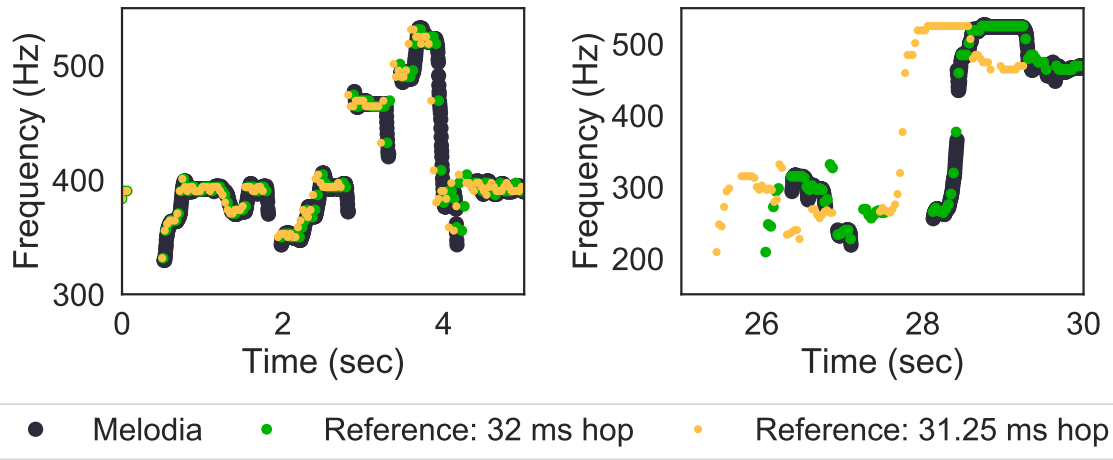 500
400
300
Frequency (Hz)
0 2 4
Time (sec)
500
400
300
200
Frequency (Hz)
26 28 30
Time (sec)
Melodia Reference: 32 ms hop Reference: 31.25 ms hop